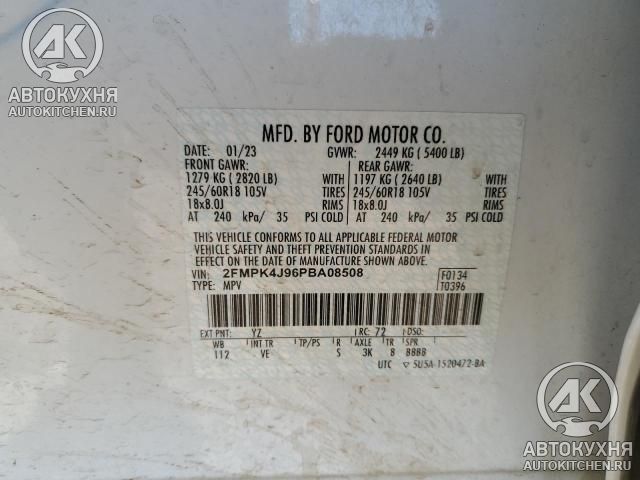 АК
АВТОКУХНЯ
AUTOKITCHEN.RU
MFD. BY FORD MOTOR CO.
DATE: 01/23 GVWR: 2449 KG ( 5400 LB)
FRONT GAWR: REAR GAWR:
1279 KG ( 2820 LB) WITH 1197 KG ( 2640 LB) WITH
245/60R18 105V TIRES 245/60R18 105V TIRES
18x8.0J RIMS 18x8.0J RIMS
AT 240 kPa/ 35 PSI COLD AT 240 kPa/ 35 PSI COLD
THIS VEHICLE CONFORMS TO ALL APPLICABLE FEDERAL MOTOR
VEHICLE SAFETY AND THEFT PREVENTION STANDARDS IN EFFECT
ON THE DATE OF MANUFACTURE SHOWN ABOVE.
VIN: 2FMPK4J96PBA08508 F0134
TYPE: MPV T0396
EXT PNT: YZ RC: 72 DSO:
WB INT TR TP/PS R AXLE TR SPR
112 VE S 3K 8 BBBB
UTC 5U5A-1520472-BA
АК
АВТОКУХНЯ
AUTOKITCHEN.RU